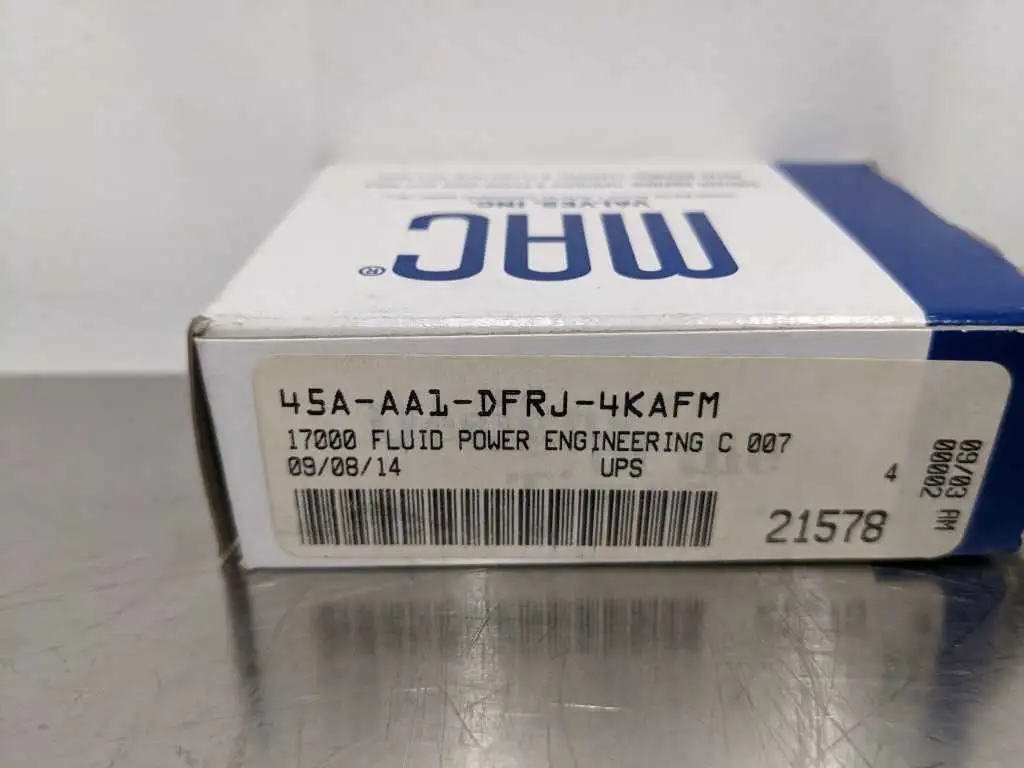 MAC®
VALVES, INC.
45A-AA1-DFRJ-4KAFM
17000 FLUID POWER ENGINEERING C 007
09/08/14 UPS
4
21578
09/03 AM
00002